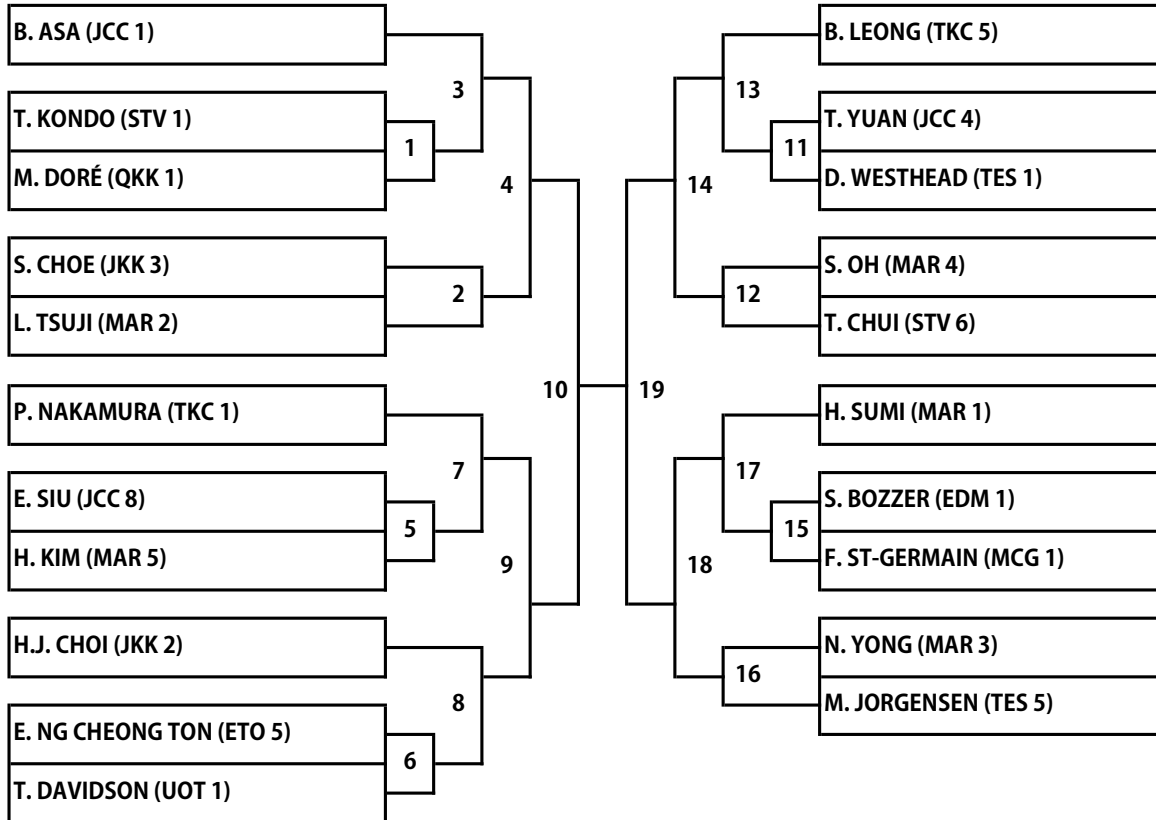 B. ASA (JCC 1)
T. KONDO (STV 1)
M. DORÉ (QKK 1)
S. CHOE (JKK 3)
L. TSUJI (MAR 2)
P. NAKAMURA (TKC 1)
E. SIU (JCC 8)
H. KIM (MAR 5)
H.J. CHOI (JKK 2)
E. NG CHEONG TON (ETO 5)
T. DAVIDSON (UOT 1)
3
1
4
2
10
7
5
9
8
6
13
11
14
12
19
17
15
18
16
B. LEONG (TKC 5)
T. YUAN (JCC 4)
D. WESTHEAD (TES 1)
S. OH (MAR 4)
T. CHUI (STV 6)
H. SUMI (MAR 1)
S. BOZZER (EDM 1)
F. ST-GERMAIN (MCG 1)
N. YONG (MAR 3)
M. JORGENSEN (TES 5)